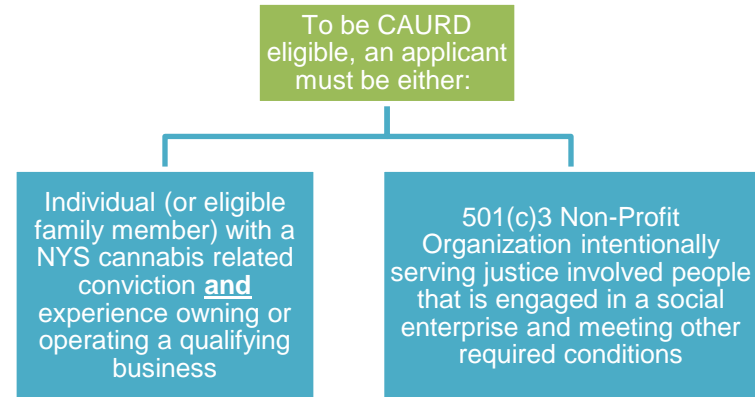 To be CAURD
eligible, an applicant
must be either:
Individual (or eligible
family member) with a
NYS cannabis related
conviction and
experience owning or
operating a qualifying
business
501(c)3 Non-Profit
Organization intentionally
serving justice involved people
that is engaged in a social
enterprise and meeting other
required conditions